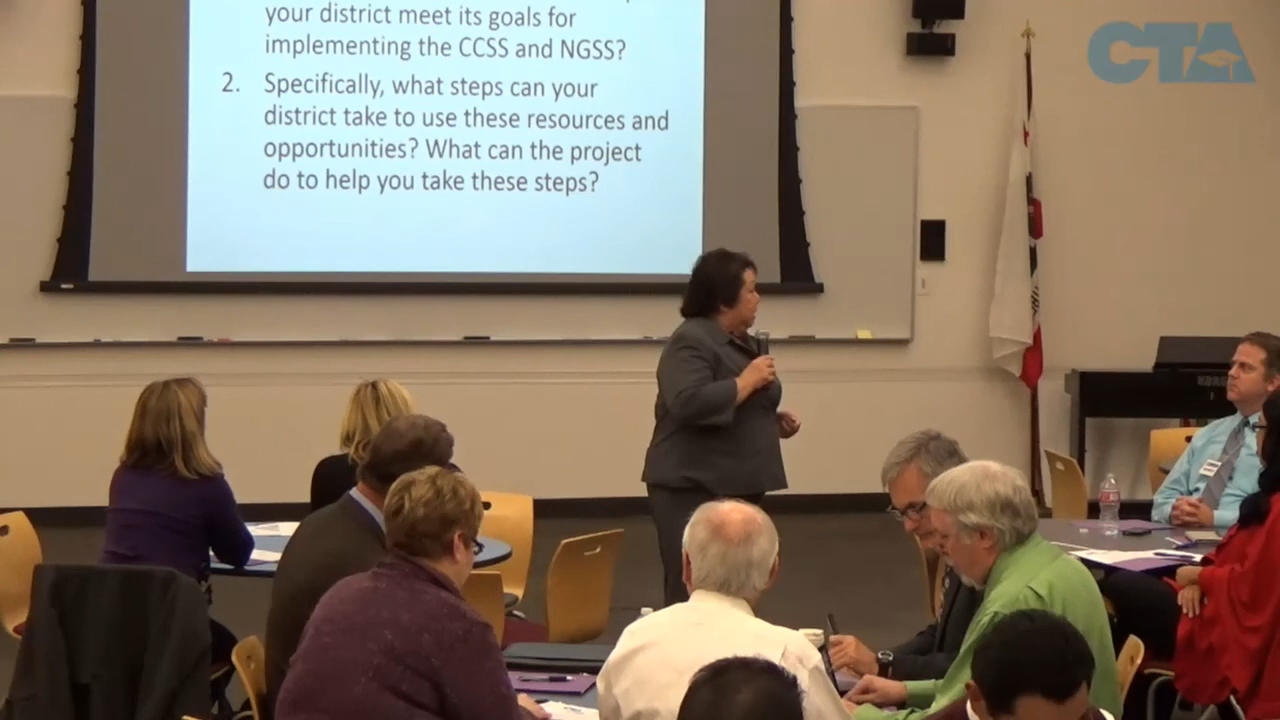 your district meet its goals for
implementing the CCSS and NGSS?
2. Specifically, what steps can your
district take to use these resources and
opportunities? What can the project
do to help you take these steps?
CTA